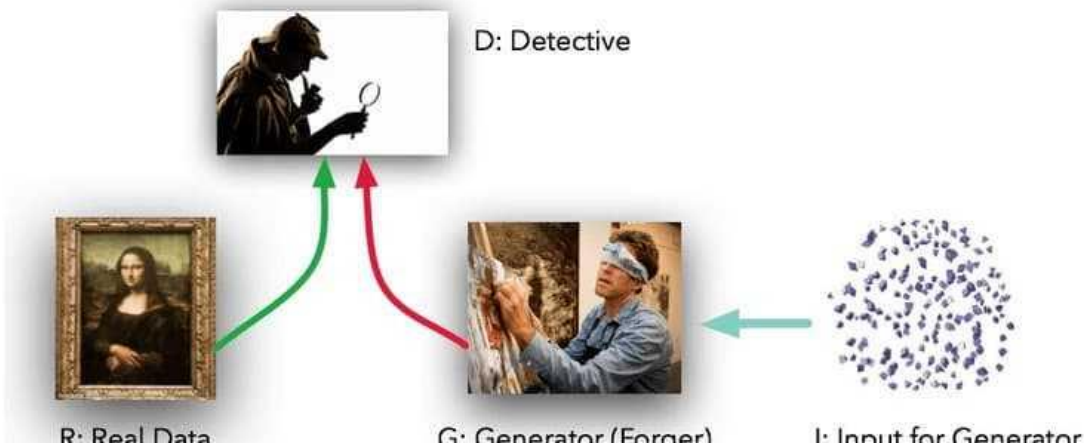 D: Detective
R: Real Data
G: Generator (Forger)
I: Input for Generator